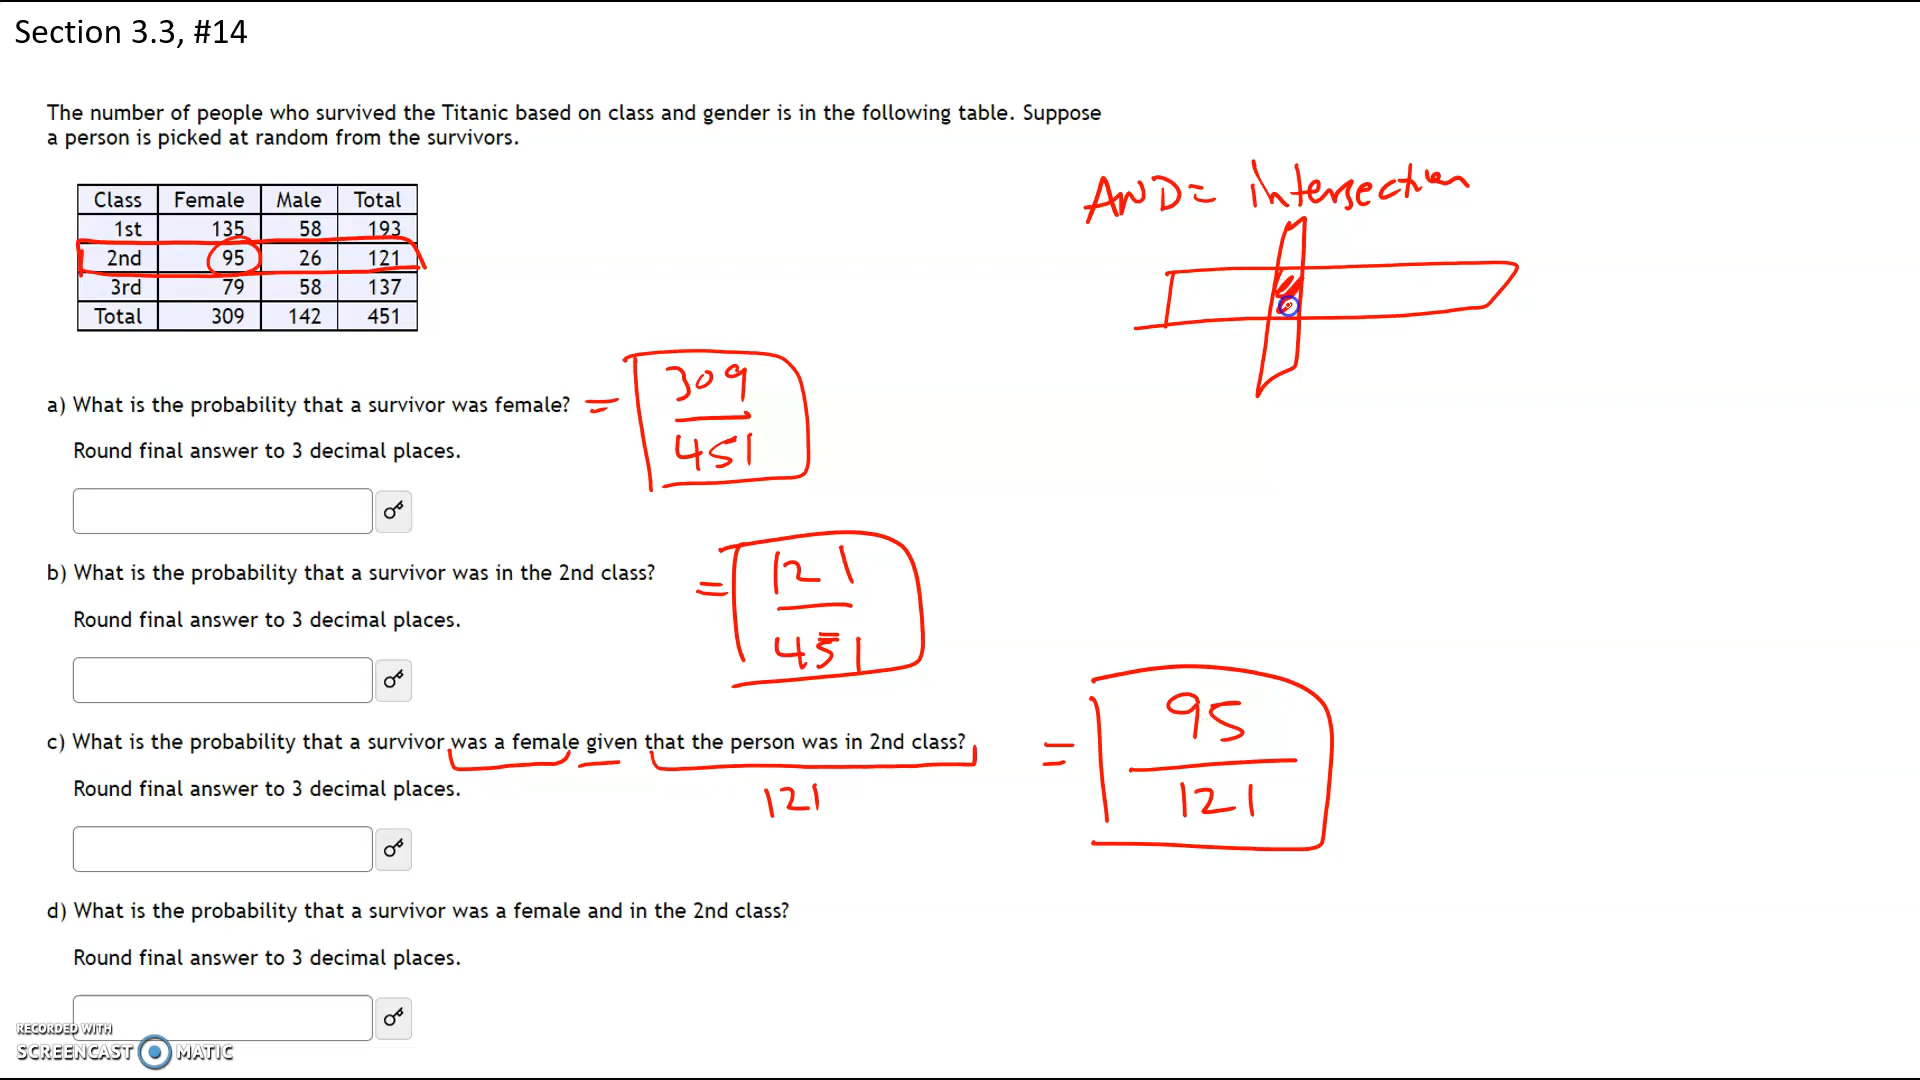 Section 3.3, #14
The number of people who survived the Titanic based on class and gender is in the following table. Suppose
a person is picked at random from the survivors.
AND = intersection
Class Female Male Total
1st 135 58 193
2nd 95 26 121
3rd 79 58 137
Total 309 142 451
a) What is the probability that a survivor was female? = 309
451
Round final answer to 3 decimal places.
b) What is the probability that a survivor was in the 2nd class? = 121
451
Round final answer to 3 decimal places.
c) What is the probability that a survivor was a female given that the person was in 2nd class? = 95
121
Round final answer to 3 decimal places.
121
d) What is the probability that a survivor was a female and in the 2nd class?
Round final answer to 3 decimal places.
RECORDED WITH
SCREENCAST MATIC